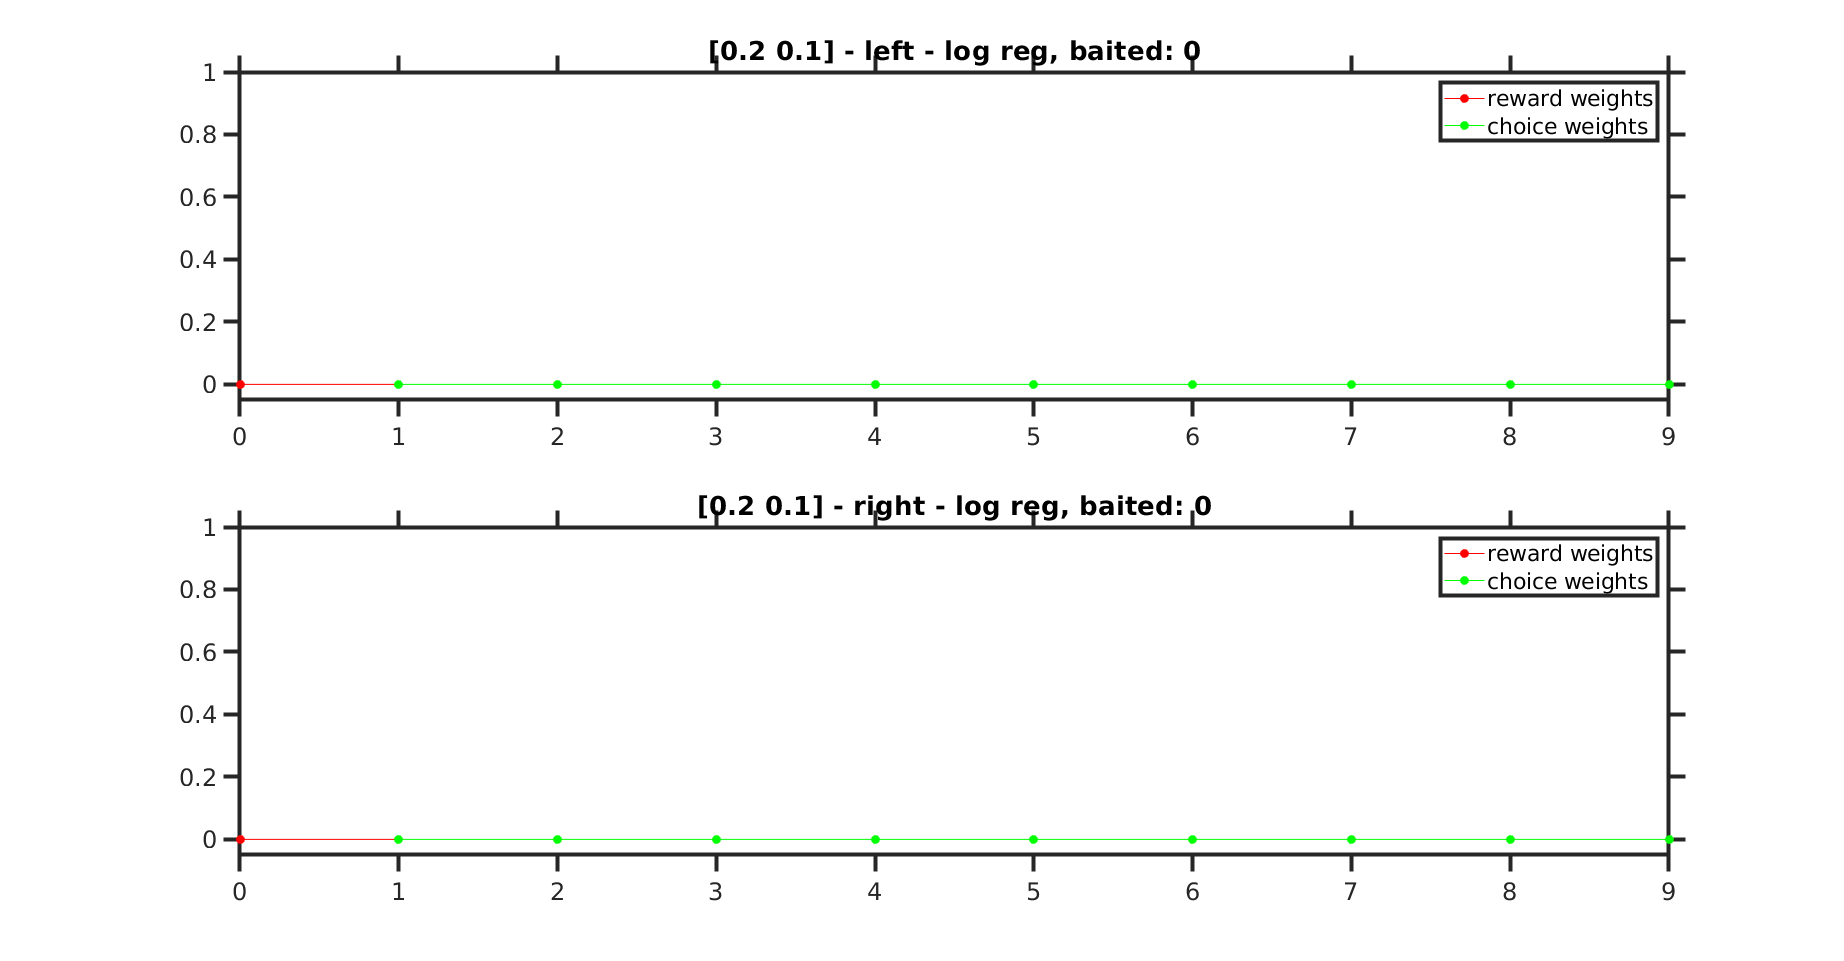 [0.2 0.1] - left - log reg, baited: 0
1
0.8
0.6
0.4
0.2
0
reward weights
choice weights
0 1 2 3 4 5 6 7 8 9
[0.2 0.1] - right - log reg, baited: 0
1
0.8
0.6
0.4
0.2
0
reward weights
choice weights
0 1 2 3 4 5 6 7 8 9